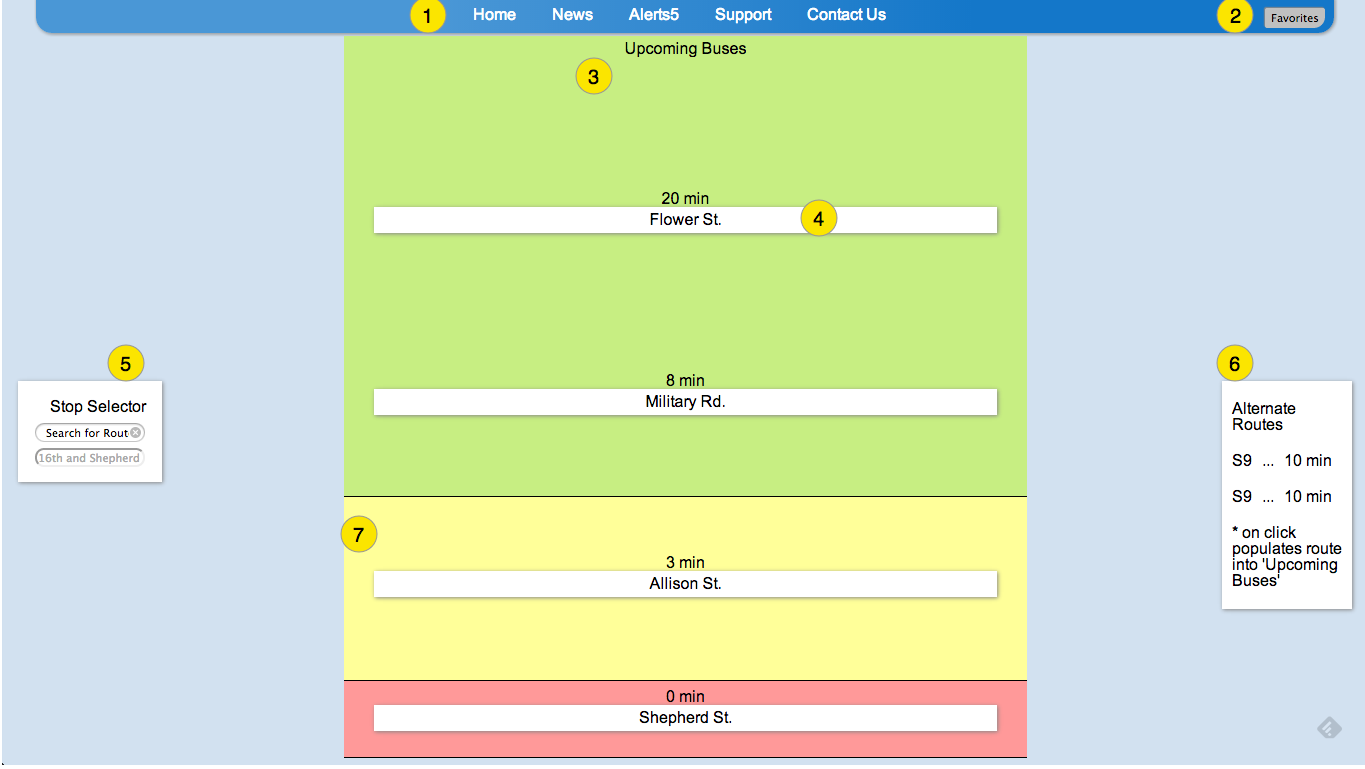 1 Home News Alerts5 Support Contact Us 2 Favorites
Upcoming Buses
3
20 min
Flower St. 4
8 min
Military Rd.
5
Stop Selector
Search for Rout
16th and Shepherd
6
Alternate
Routes
S9 ... 10 min
S9 ... 10 min
* on click
populates route
into 'Upcoming
Buses'
7
3 min
Allison St.
0 min
Shepherd St.